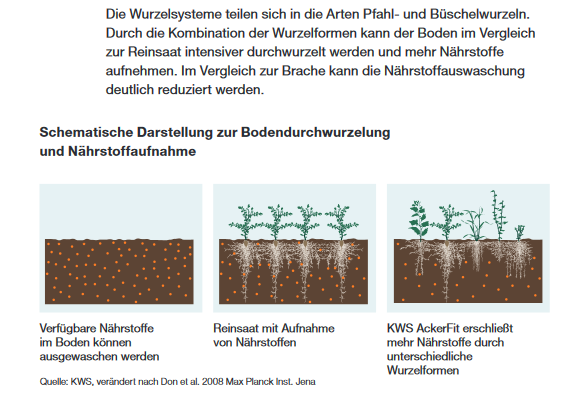 Die Wurzelsysteme teilen sich in die Arten Pfahl- und Büschelwurzeln.
Durch die Kombination der Wurzelformen kann der Boden im Vergleich
zur Reinsaat intensiver durchwurzelt werden und mehr Nährstoffe
aufnehmen. Im Vergleich zur Brache kann die Nährstoffauswaschung
deutlich reduziert werden.
Schematische Darstellung zur Bodendurchwurzelung
und Nährstoffaufnahme
Verfügbare Nährstoffe
im Boden können
ausgewaschen werden
Reinsaat mit Aufnahme
von Nährstoffen
KWS AckerFit erschließt
mehr Nährstoffe durch
unterschiedliche
Wurzelformen
Quelle: KWS, verändert nach Don et al. 2008 Max Planck Inst. Jena